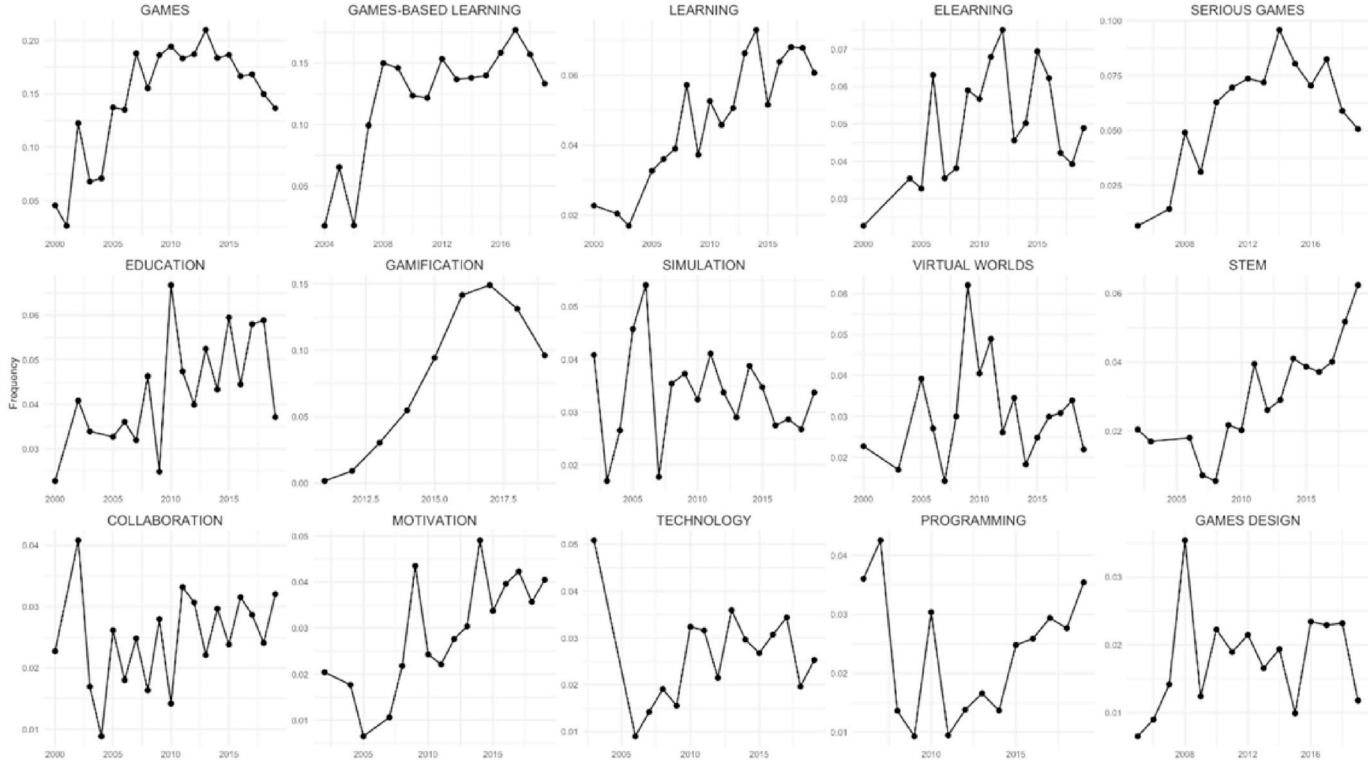 GAMES
GAMES-BASED LEARNING
LEARNING
ELEARNING
SERIOUS GAMES
0.20
0.15
0.10
0.05
2000 2005 2010 2015
0.15
0.10
0.05
2004 2008 2012 2016
0.06
0.04
0.02
2000 2005 2010 2015
0.07
0.06
0.05
0.04
0.03
2000 2005 2010 2015
0.100
0.075
0.050
0.025
2008 2012 2016
Frequency
EDUCATION
GAMIFICATION
SIMULATION
VIRTUAL WORLDS
STEM
0.06
0.05
0.04
0.03
2000 2005 2010 2015
0.15
0.10
0.05
0.00
2012.5 2015.0 2017.5
0.05
0.04
0.03
0.02
2005 2010 2015
0.06
0.05
0.04
0.03
0.02
2000 2005 2010 2015
0.06
0.04
0.02
2005 2010 2015
COLLABORATION
MOTIVATION
TECHNOLOGY
PROGRAMMING
GAMES DESIGN
0.04
0.03
0.02
0.01
2000 2005 2010 2015
0.05
0.04
0.03
0.02
0.01
2005 2010 2015
0.05
0.04
0.03
0.02
0.01
2005 2010 2015
0.04
0.03
0.02
0.01
2010 2015
0.03
0.02
0.01
2008 2012 2016